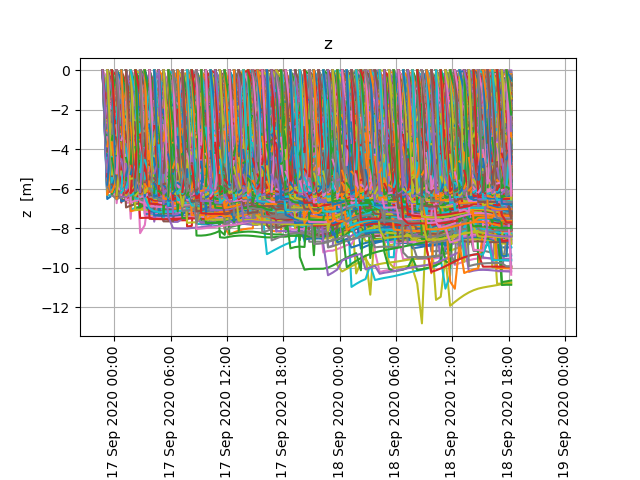 z
0
−2
−4
−6
−8
−10
−12
z [m]
17 Sep 2020 00:00
17 Sep 2020 06:00
17 Sep 2020 12:00
17 Sep 2020 18:00
18 Sep 2020 00:00
18 Sep 2020 06:00
18 Sep 2020 12:00
18 Sep 2020 18:00
19 Sep 2020 00:00